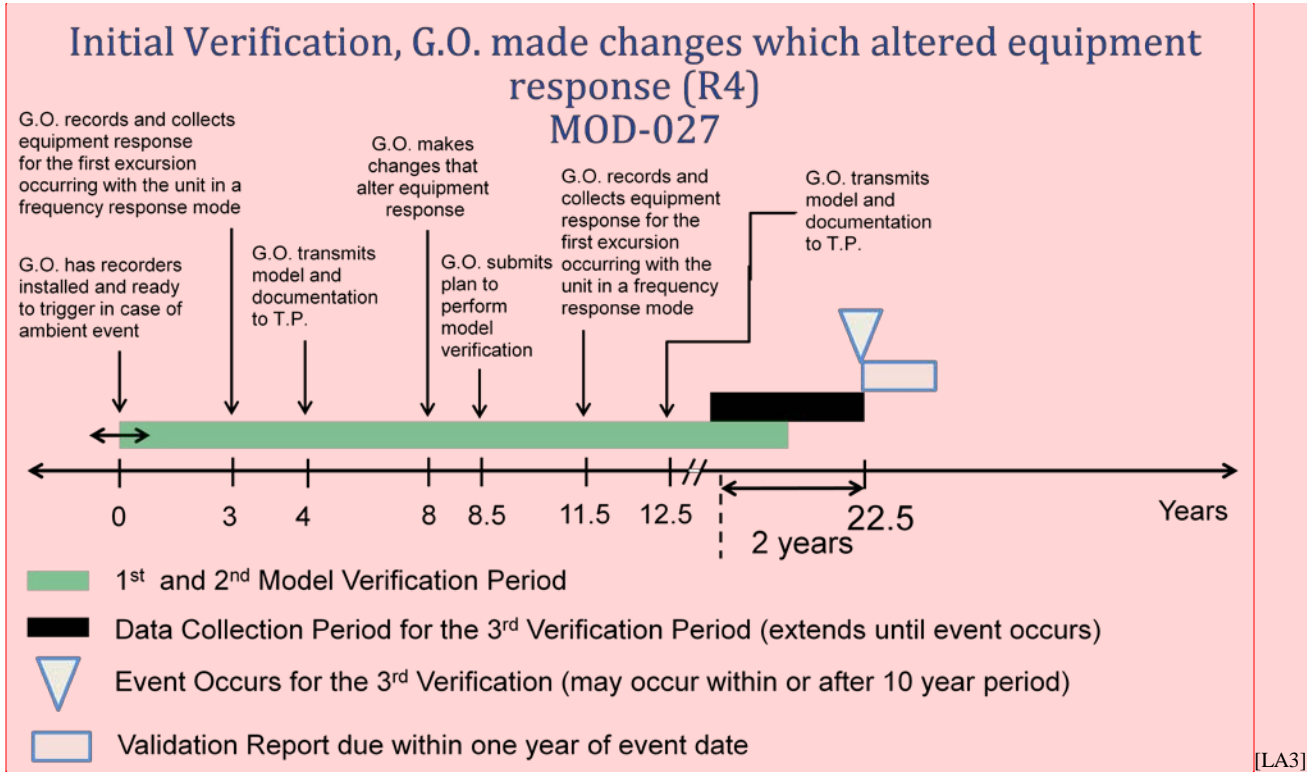 Initial Verification, G.O. made changes which altered equipment
response (R4)
MOD-027
G.O. records and collects
equipment response
for the first excursion
occurring with the unit in a
frequency response mode
G.O. has recorders
installed and ready
to trigger in case of
ambient event
G.O. transmits
model and
documentation
to T.P.
G.O. makes
changes that
alter equipment
response
G.O. submits
plan to
perform
model
verification
G.O. records and
collects equipment
response for the
first excursion
occurring with the
unit in a frequency
response mode
G.O. transmits
model and
documentation
to T.P.
0 3 4 8 8.5 11.5 12.5 22.5 Years
2 years
1st and 2nd Model Verification Period
Data Collection Period for the 3rd Verification Period (extends until event occurs)
Event Occurs for the 3rd Verification (may occur within or after 10 year period)
Validation Report due within one year of event date
[LA3]